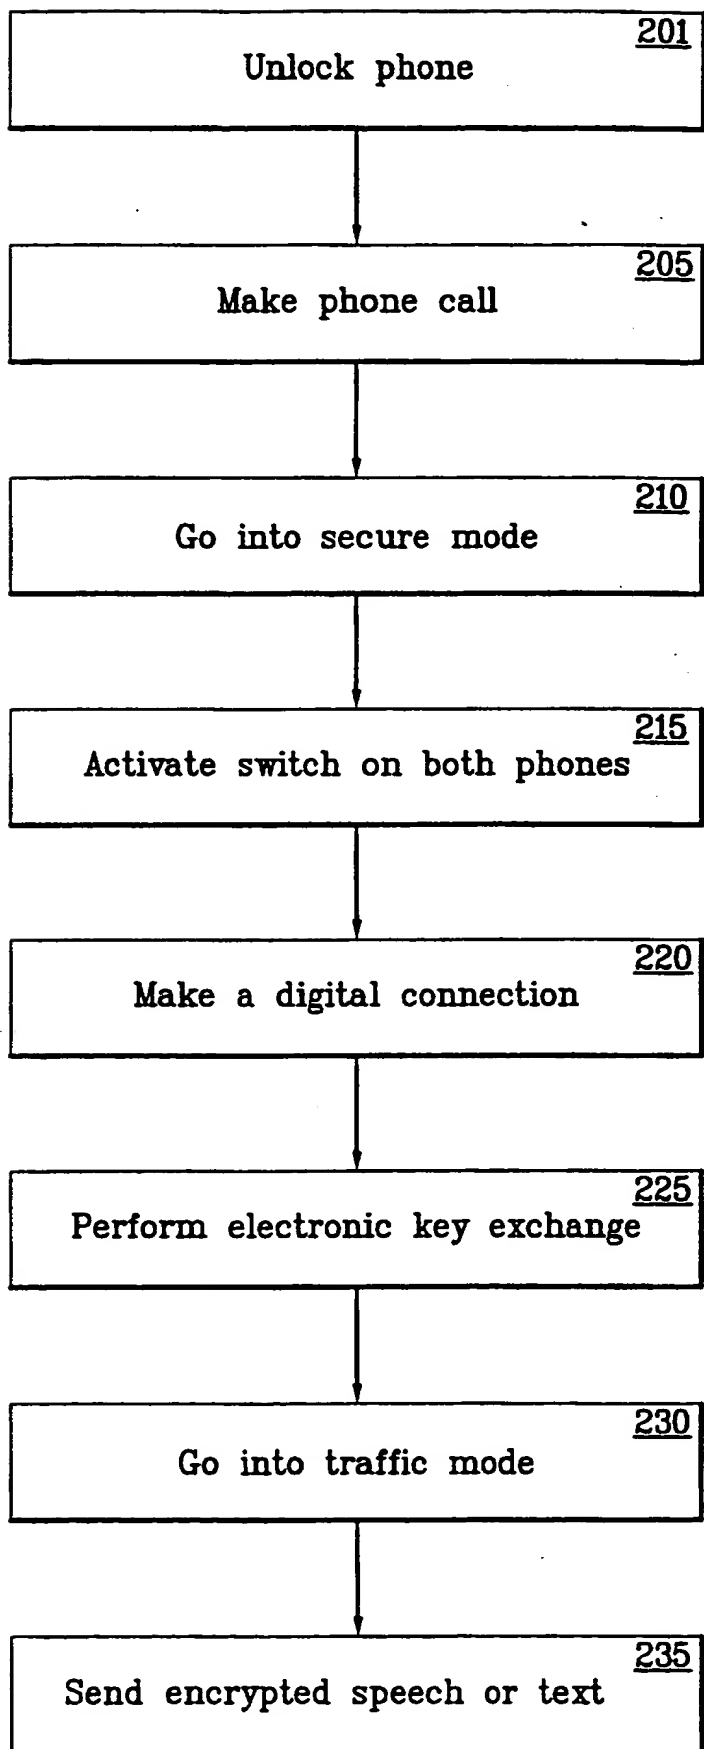 201
Unlock phone
205
Make phone call
210
Go into secure mode
215
Activate switch on both phones
220
Make a digital connection
225
Perform electronic key exchange
230
Go into traffic mode
235
Send encrypted speech or text